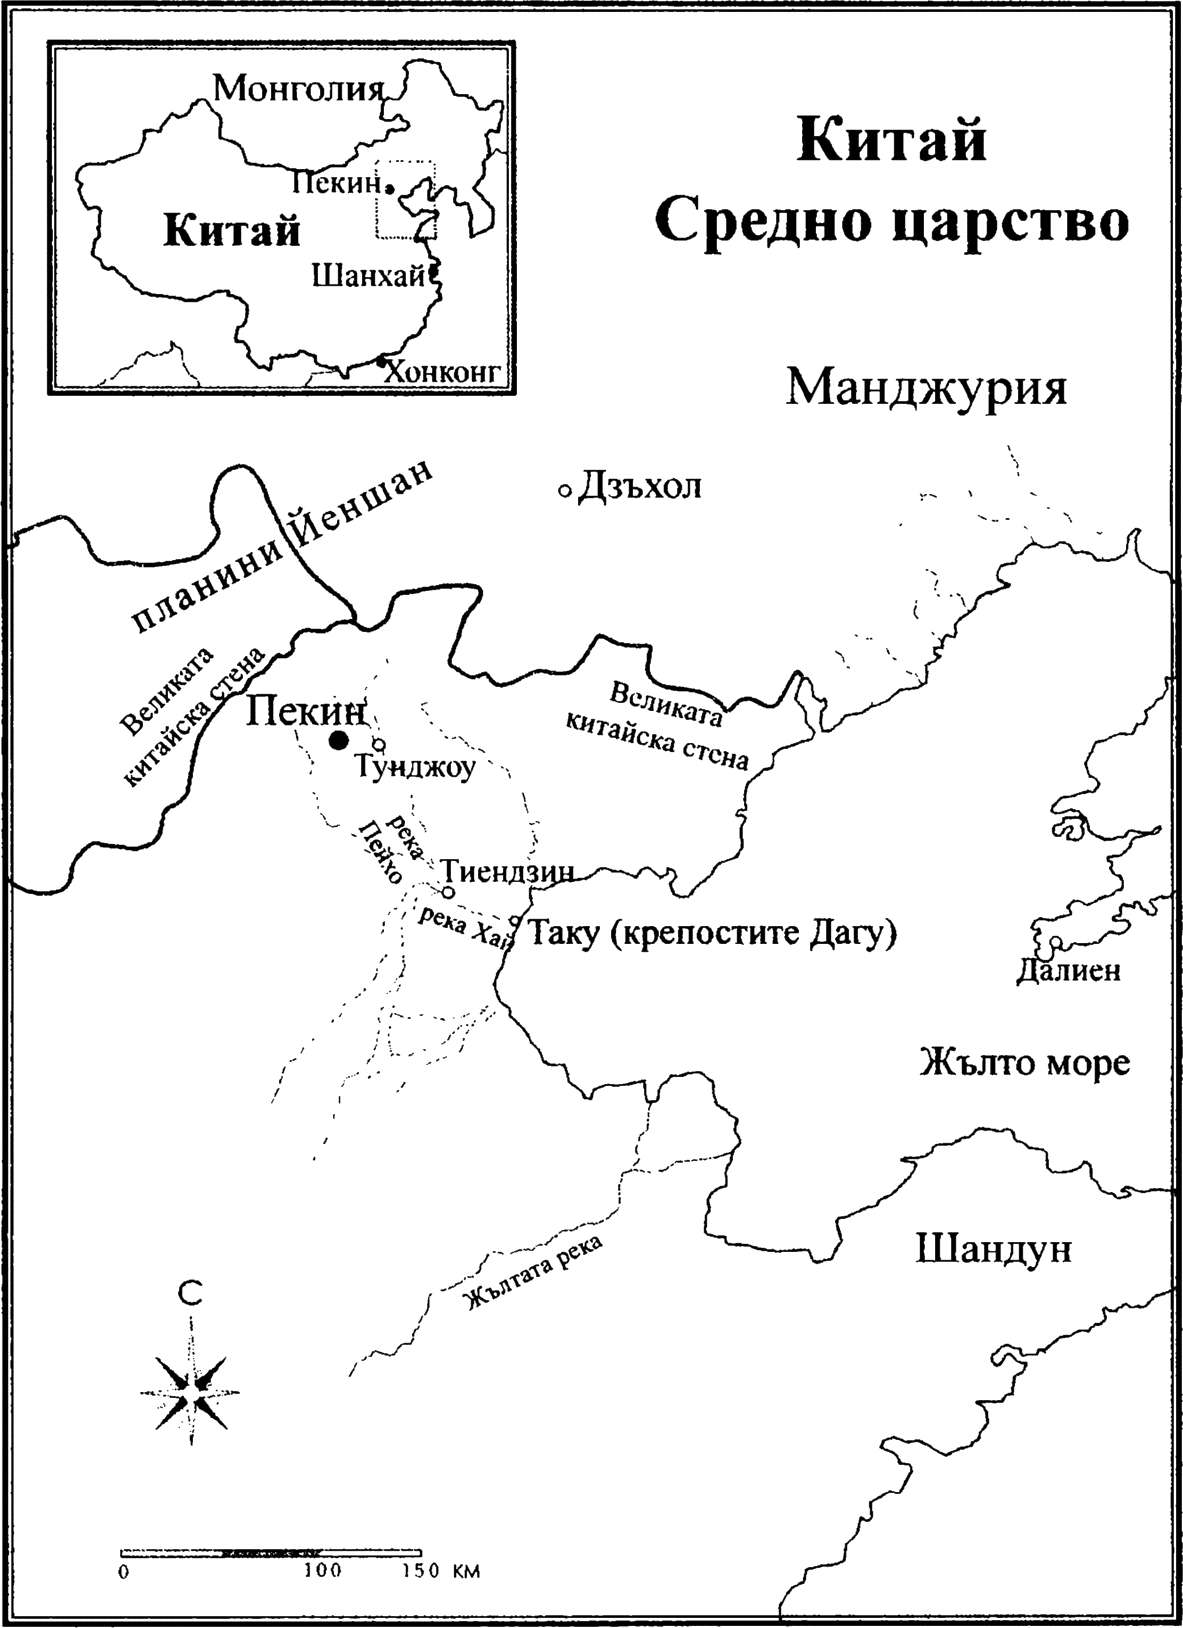 Монголия
Пекин
Китай
Шанхай
Хонконг
Китай
Средно царство
Манджурия
Дзъхол
планини Йеншан
Великата
китайска стена
Великата
китайска стена
Пекин
Тунджоу
река
Пейхо
Тиендзин
река Хай
Таку (крепостите Дагу)
Далиен
Жълто море
Шандун
Жълтата река
С
0 100 150 км